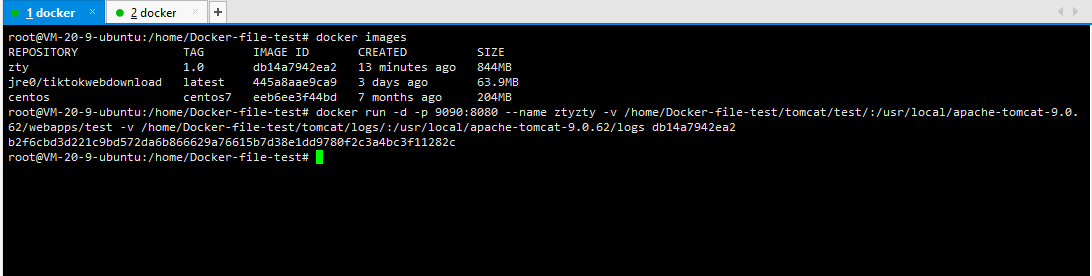 1 docker × 2 docker × +
root@VM-20-9-ubuntu:/home/Docker-file-test# docker images
REPOSITORY TAG IMAGE ID CREATED SIZE
zty 1.0 db14a7942ea2 13 minutes ago 844MB
jre0/tiktokwebdownload latest 445a8aae9ca9 3 days ago 63.9MB
centos centos7 eeb6ee3f44bd 7 months ago 204MB
root@VM-20-9-ubuntu:/home/Docker-file-test# docker run -d -p 9090:8080 --name ztyzty -v /home/Docker-file-test/tomcat/test/:/usr/local/apache-tomcat-9.0.
62/webapps/test -v /home/Docker-file-test/tomcat/logs/:/usr/local/apache-tomcat-9.0.62/logs db14a7942ea2
b2f6cbd3d221c9bd572da6b866629a76615b7d38e1dd9780f2c3a4bc3f11282c
root@VM-20-9-ubuntu:/home/Docker-file-test#